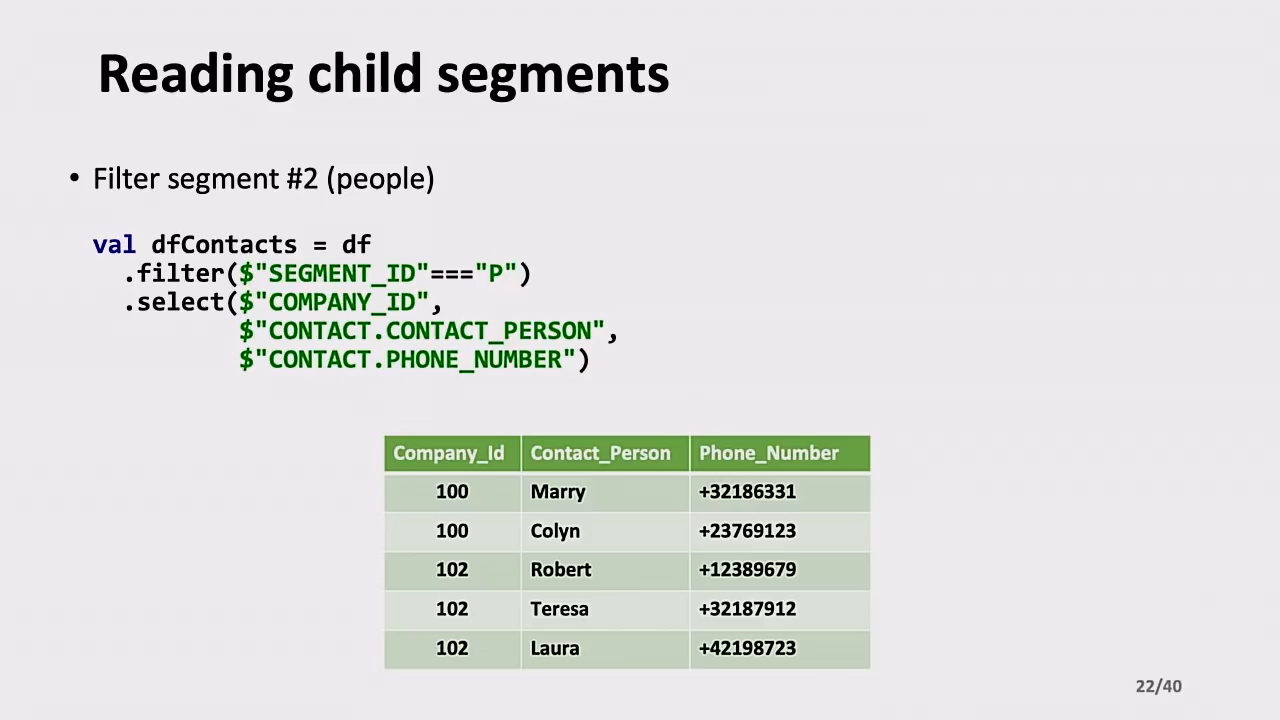 Reading child segments
• Filter segment #2 (people)
val dfContacts = df
.filter($"SEGMENT_ID"==="P")
.select($"COMPANY_ID",
$"CONTACT.CONTACT_PERSON",
$"CONTACT.PHONE_NUMBER")
Company_Id Contact_Person Phone_Number
100 Marry +32186331
100 Colyn +23769123
102 Robert +12389679
102 Teresa +32187912
102 Laura +42198723
22/40